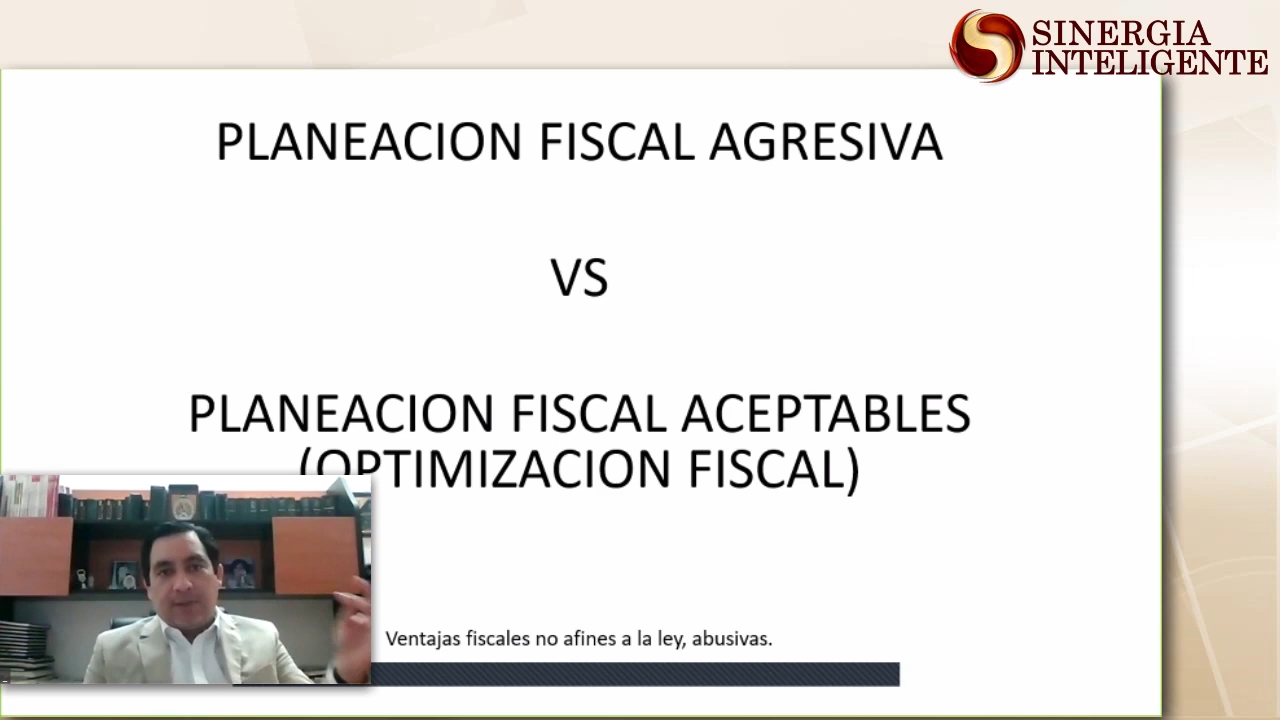 SINERGIA
INTELIGENTE
PLANEACION FISCAL AGRESIVA
VS
PLANEACION FISCAL ACEPTABLES
(OPTIMIZACION FISCAL)
Ventajas fiscales no afines a la ley, abusivas.